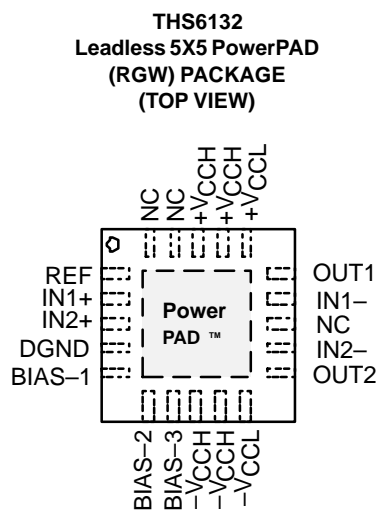 THS6132
Leadless 5X5 PowerPAD
(RGW) PACKAGE
(TOP VIEW)
NC
NC
+VCCH
+VCCH
+VCCL
REF
IN1+
IN2+
DGND
BIAS–1
Power
PAD ™
OUT1
IN1–
NC
IN2–
OUT2
BIAS–2
BIAS–3
–VCCH
–VCCH
–VCCL